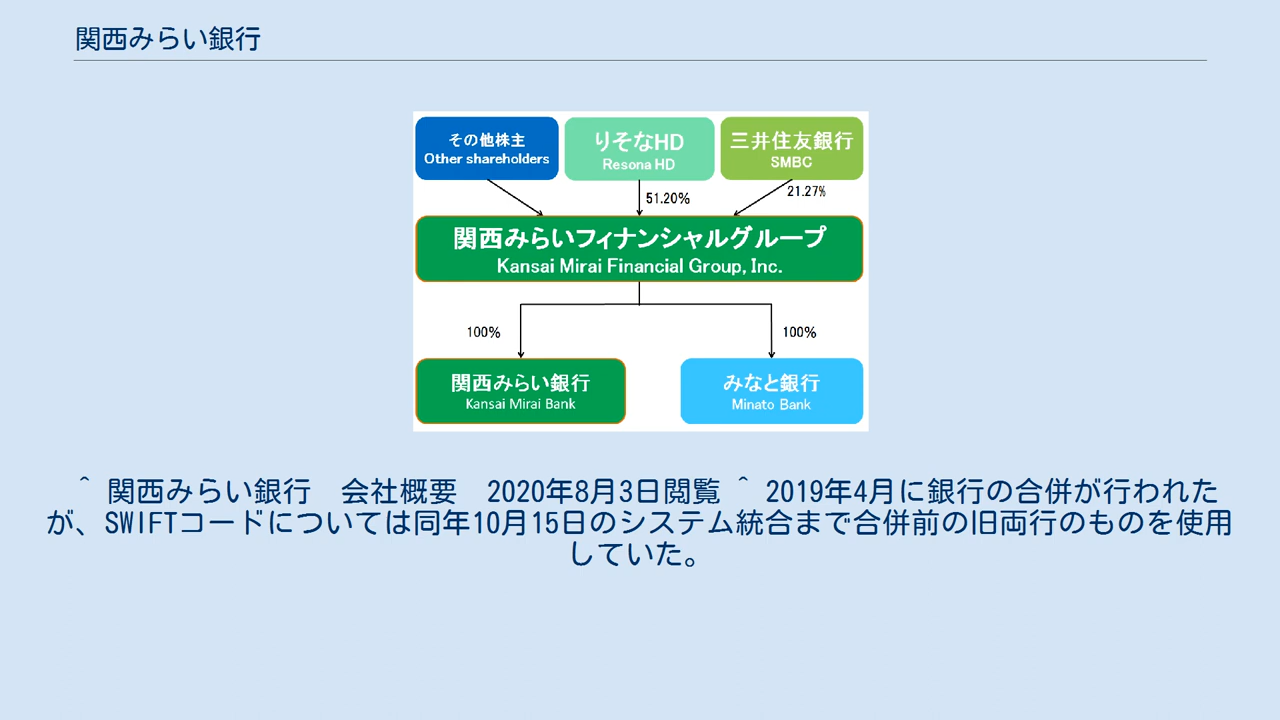 関西みらい銀行
その他株主
Other shareholders
りそなHD
Resona HD
三井住友銀行
SMBC
51.20%
21.27%
関西みらいフィナンシャルグループ
Kansai Mirai Financial Group, Inc.
100%
100%
関西みらい銀行
Kansai Mirai Bank
みなと銀行
Minato Bank
^ 関西みらい銀行　会社概要　2020年8月3日閲覧 ^ 2019年4月に銀行の合併が行われた
が、SWIFTコードについては同年10月15日のシステム統合まで合併前の旧両行のものを使用
していた。